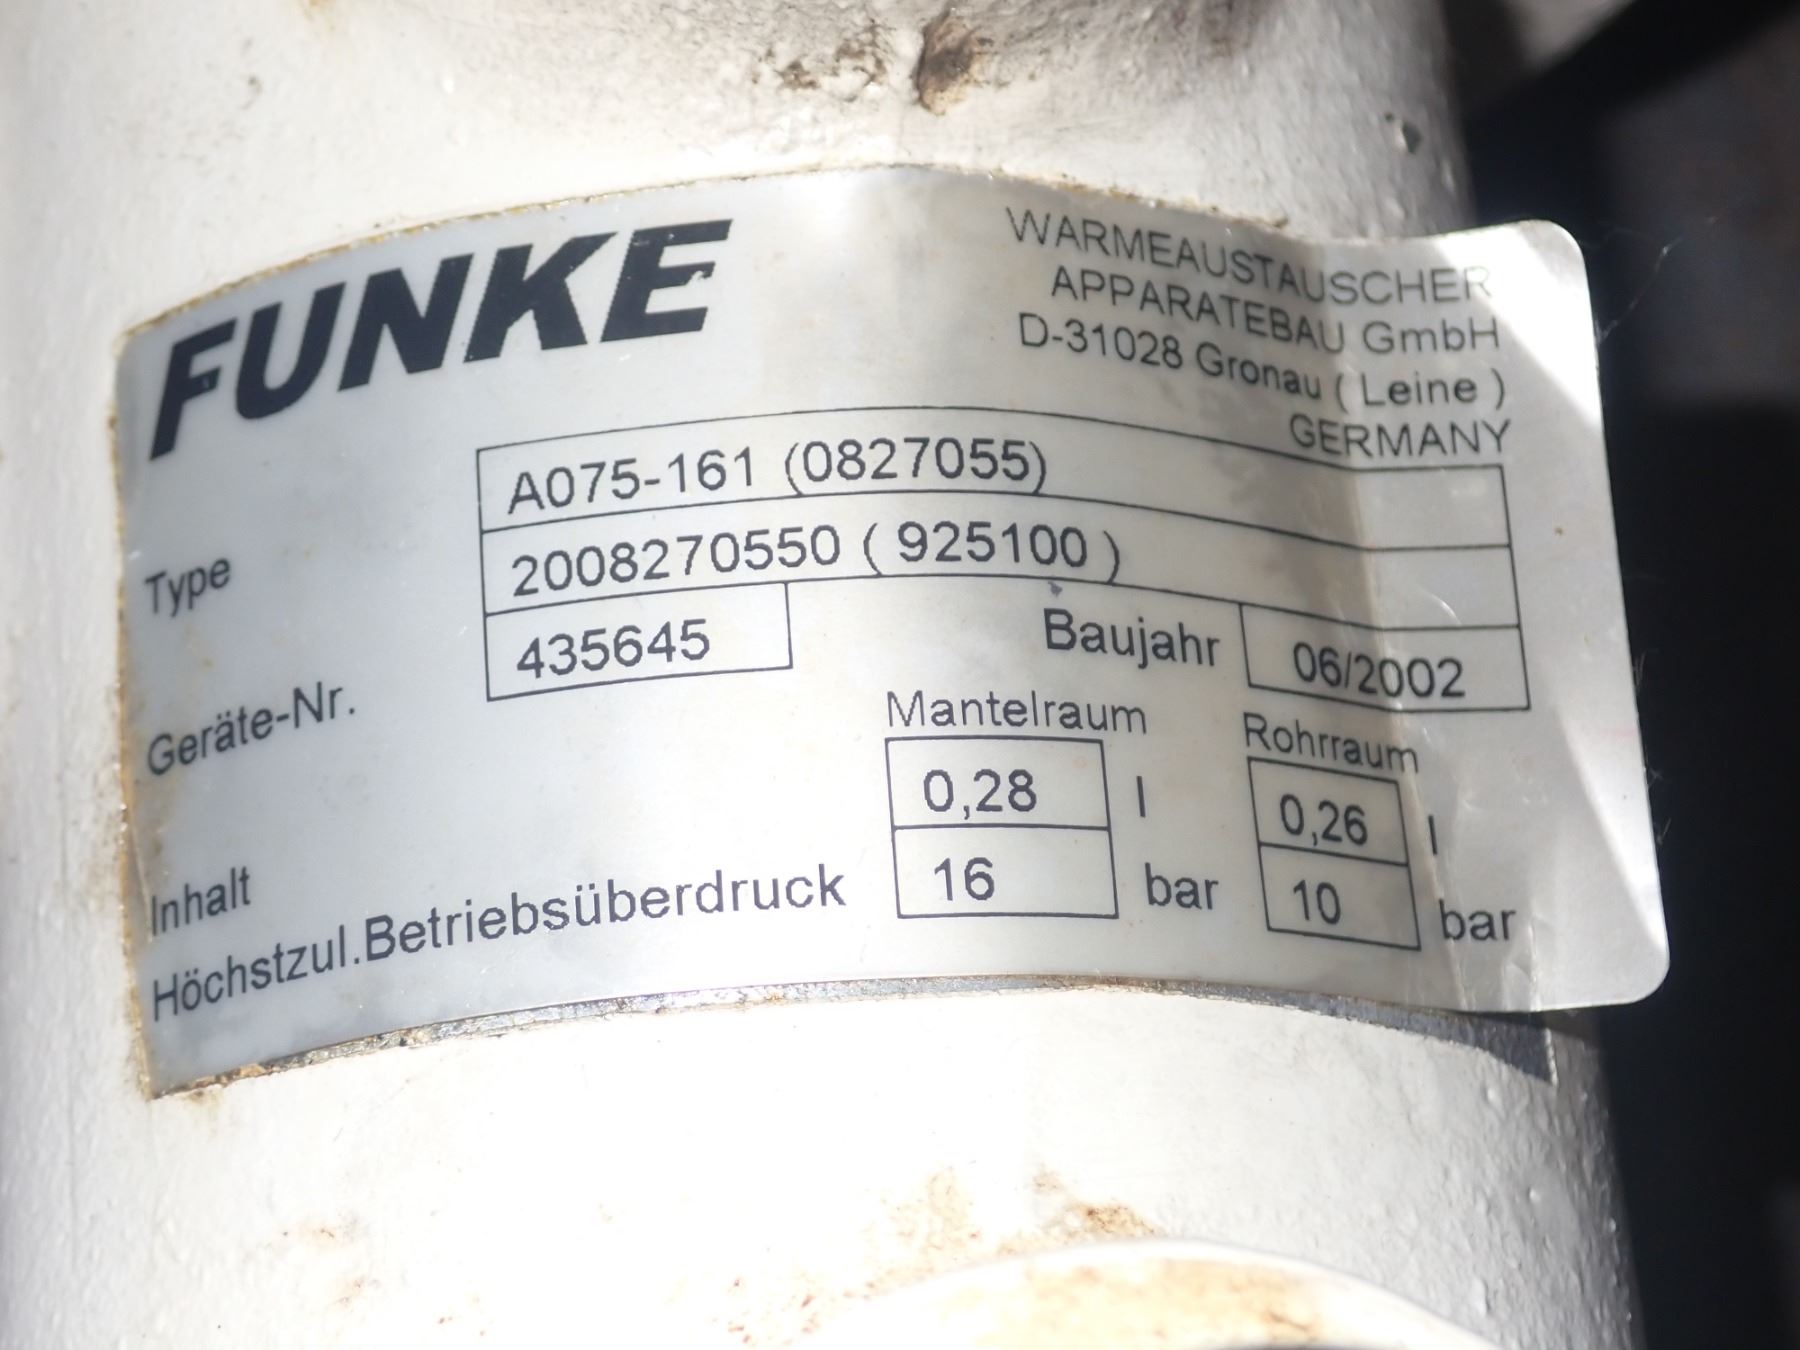 FUNKE
WARMEAUSTAUSCHER
APPARATEBAU GmbH
D-31028 Gronau ( Leine )
GERMANY
Type A075-161 (0827055)
2008270550 ( 925100 )
Geräte-Nr. 435645 Baujahr 06/2002
Mantelraum Rohrraum
Inhalt 0,28 l 0,26 l
Höchstzul.Betriebsüberdruck 16 bar 10 bar